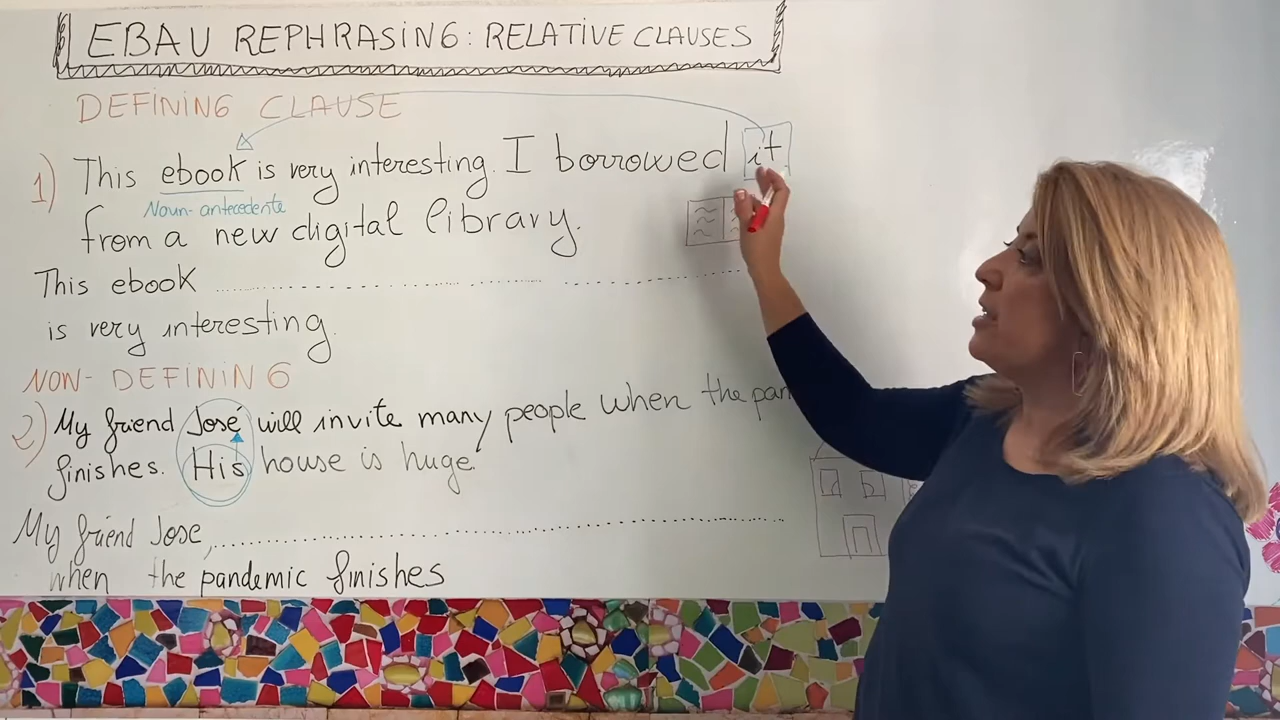 EBAU REPHRASING: RELATIVE CLAUSES
DEFINING CLAUSE
1) This ebook is very interesting. I borrowed it
Noun-antecedente
from a new digital library.
This ebook ..............................
is very interesting.
NON-DEFINING
2) My friend José will invite many people when the pan
finishes. His house is huge.
My friend Jose, ..............................
when the pandemic finishes